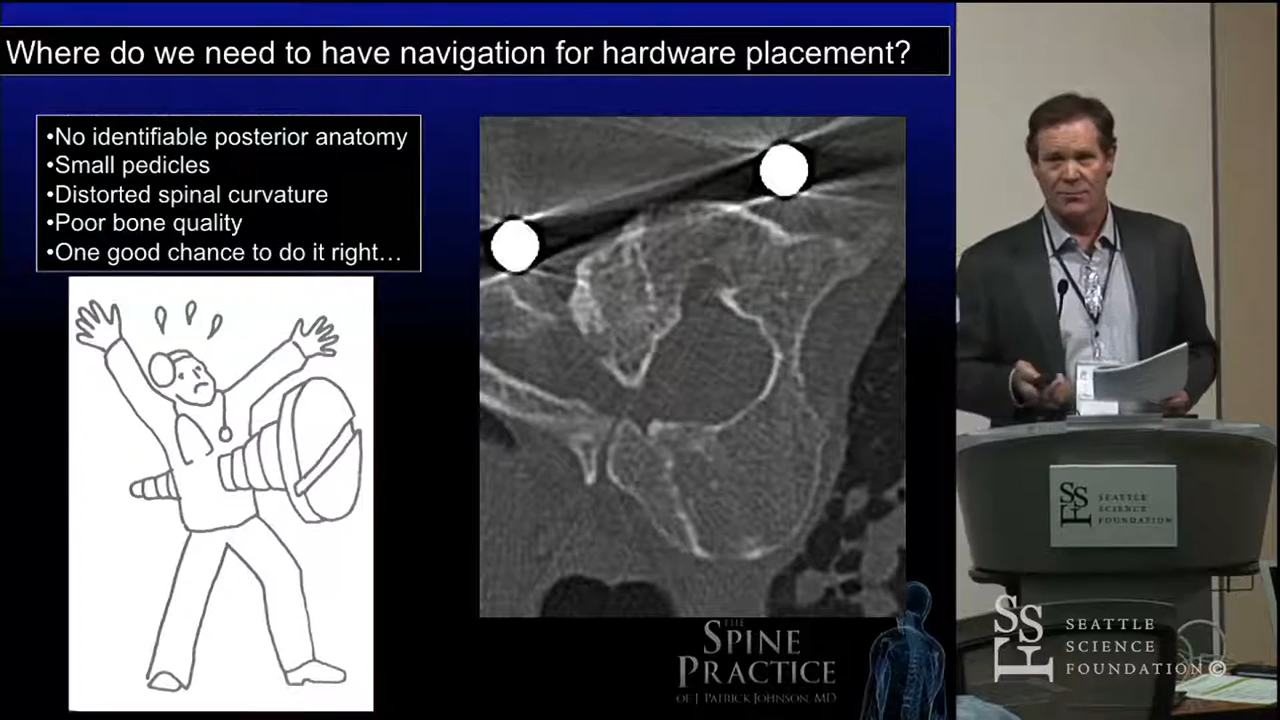 Where do we need to have navigation for hardware placement?
•No identifiable posterior anatomy
•Small pedicles
•Distorted spinal curvature
•Poor bone quality
•One good chance to do it right…
THE
SPINE
PRACTICE
OF J. PATRICK JOHNSON, MD
SSF
SEATTLE
SCIENCE
FOUNDATION
SSF
SEATTLE
SCIENCE
FOUNDATION©